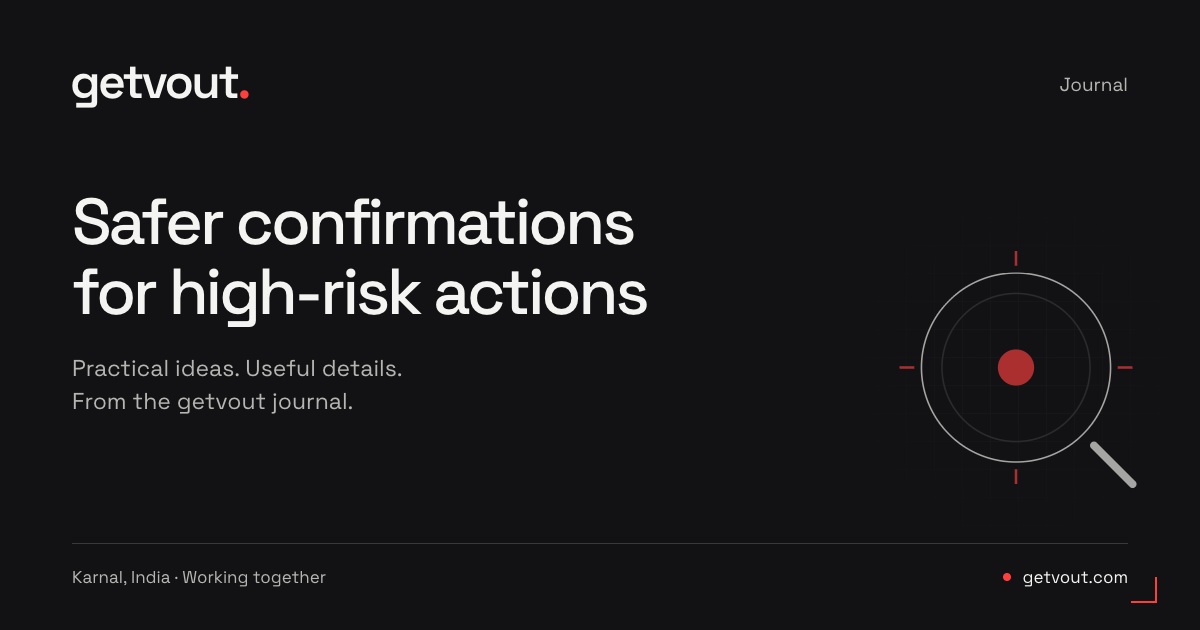 getvout.
Journal
Safer confirmations
for high-risk actions
Practical ideas. Useful details.
From the getvout journal.
Karnal, India · Working together
getvout.com